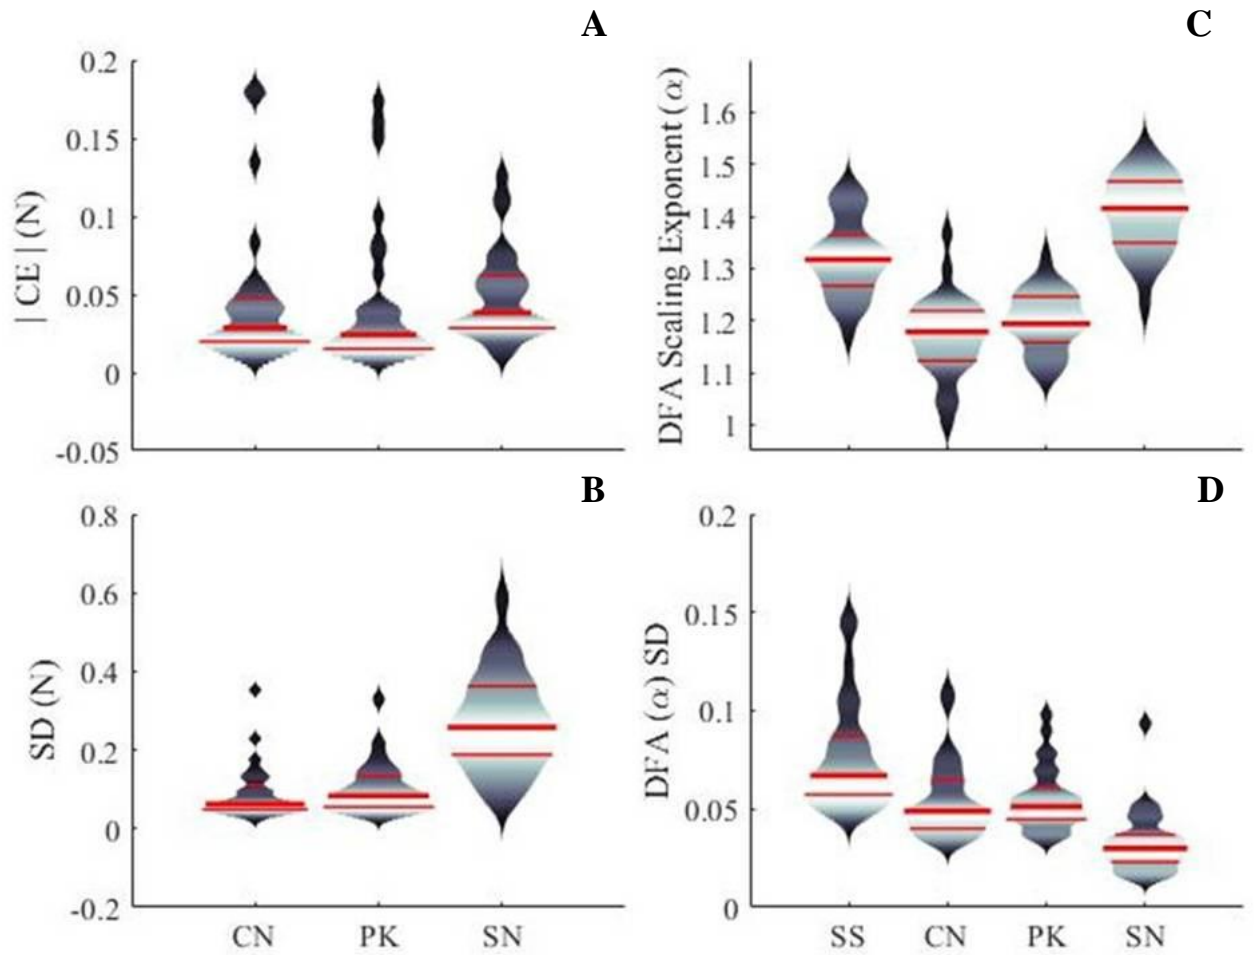 A
0.2
0.15
0.1
0.05
0
-0.05
| CE | (N)
C
1.6
1.5
1.4
1.3
1.2
1.1
1
DFA Scaling Exponent (α)
B
0.8
0.6
0.4
0.2
0
-0.2
SD (N)
CN PK SN
D
0.2
0.15
0.1
0.05
0
DFA (α) SD
SS CN PK SN